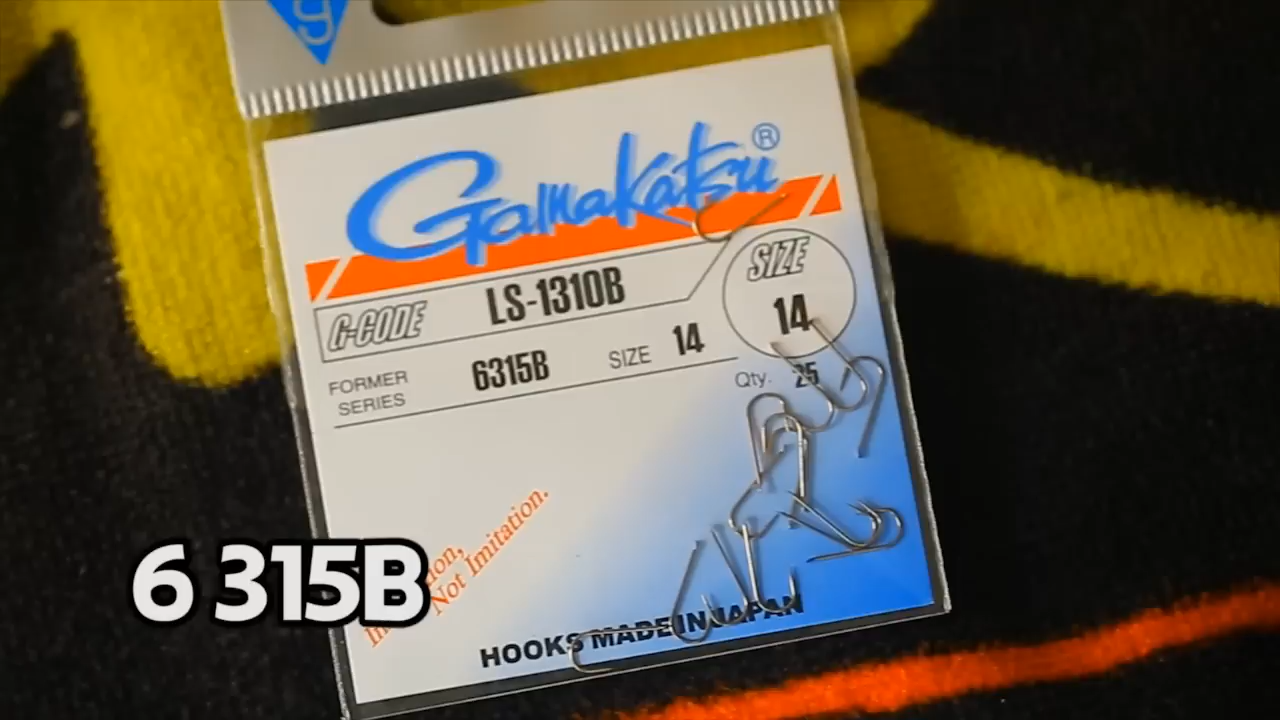 g
Gamakatsu®
G-CODE LS-1310B
SIZE
14
FORMER
SERIES
6315B SIZE 14
Qty. 25
Not Imitation.
HOOKS MADE IN JAPAN
6 315B